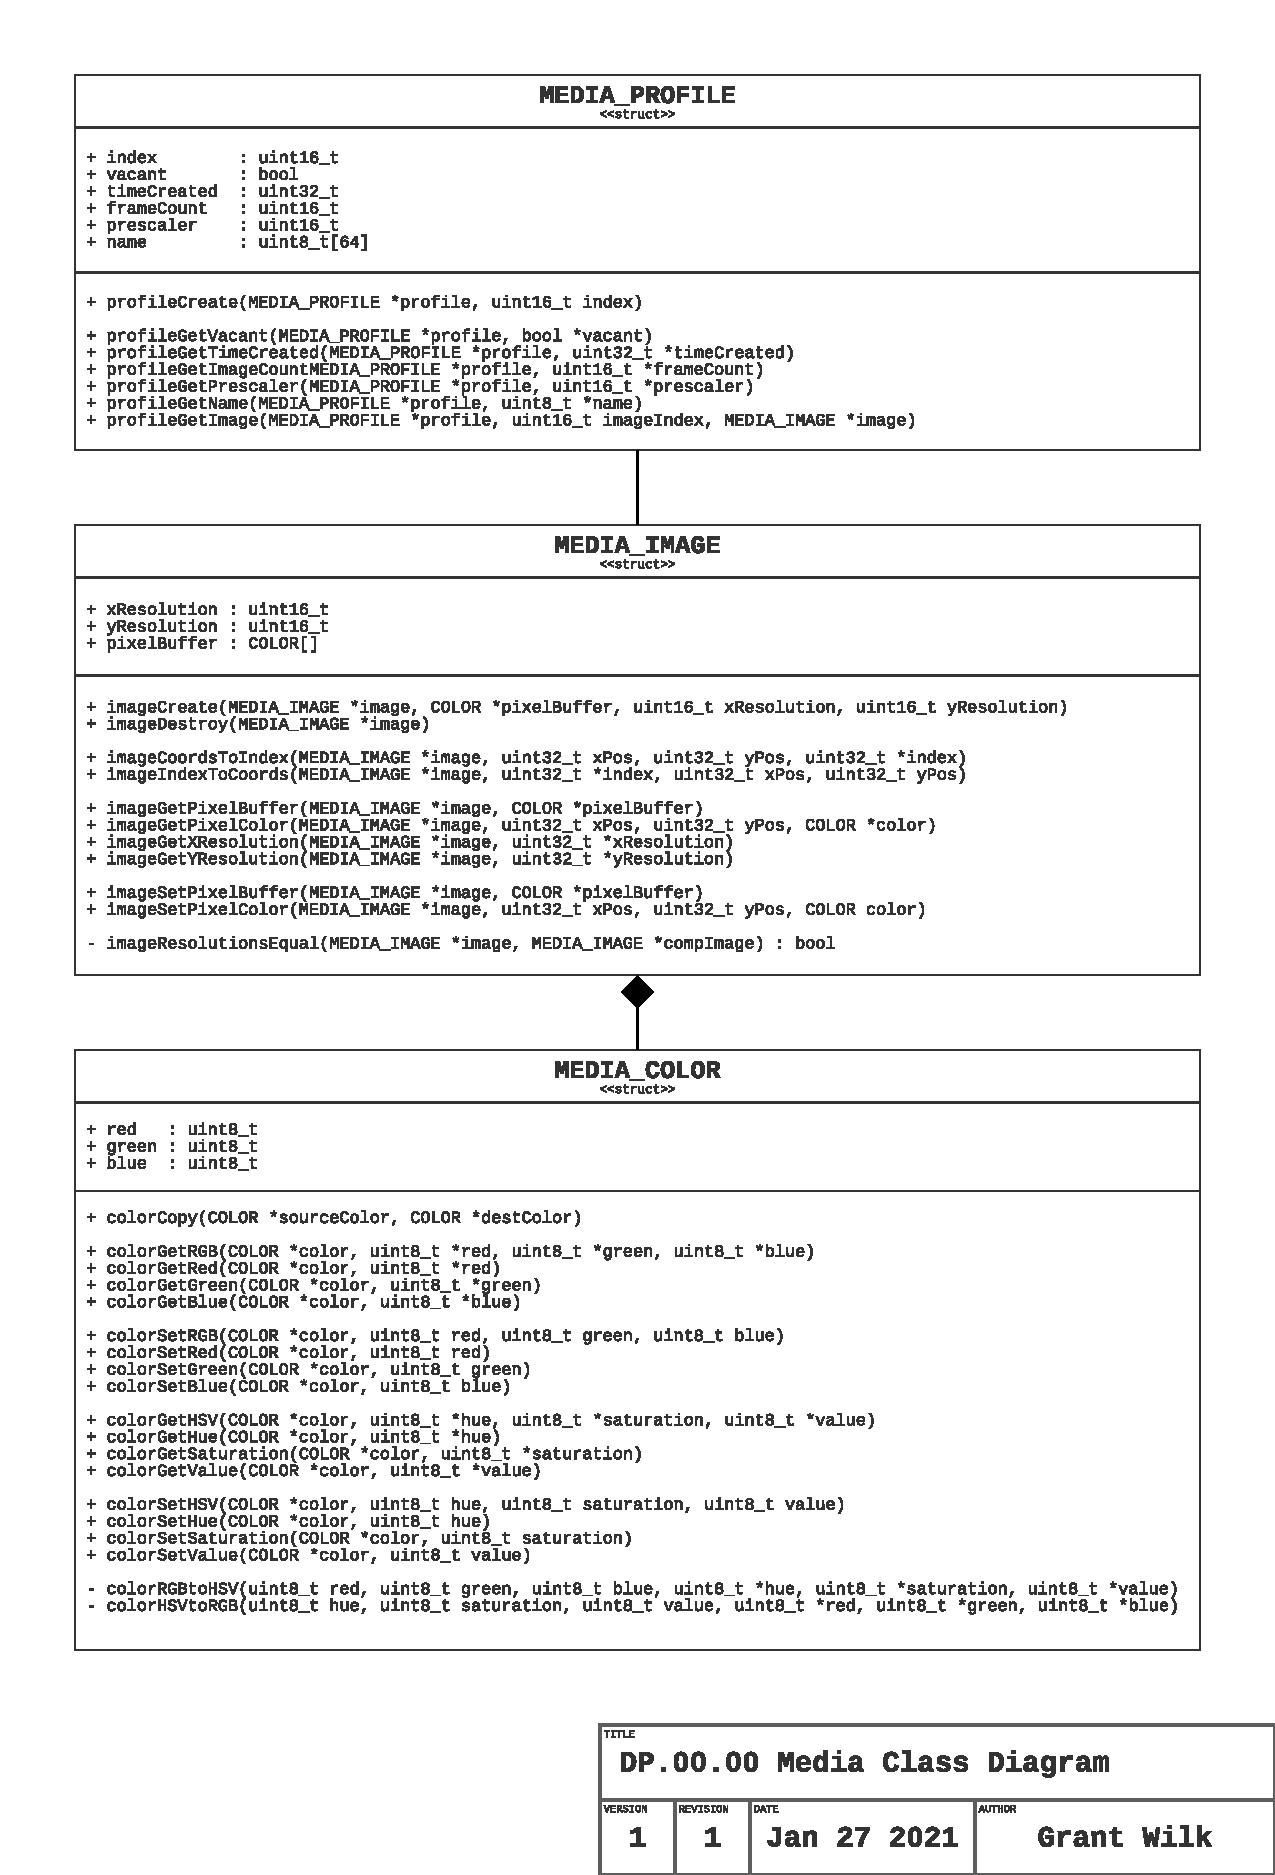 MEDIA_PROFILE
<<struct>>
+ index        : uint16_t
+ vacant       : bool
+ timeCreated  : uint32_t
+ frameCount   : uint16_t
+ prescaler    : uint16_t
+ name         : uint8_t[64]
+ profileCreate(MEDIA_PROFILE *profile, uint16_t index)
+ profileGetVacant(MEDIA_PROFILE *profile, bool *vacant)
+ profileGetTimeCreated(MEDIA_PROFILE *profile, uint32_t *timeCreated)
+ profileGetImageCountMEDIA_PROFILE *profile, uint16_t *frameCount)
+ profileGetPrescaler(MEDIA_PROFILE *profile, uint16_t *prescaler)
+ profileGetName(MEDIA_PROFILE *profile, uint8_t *name)
+ profileGetImage(MEDIA_PROFILE *profile, uint16_t imageIndex, MEDIA_IMAGE *image)
MEDIA_IMAGE
<<struct>>
+ xResolution : uint16_t
+ yResolution : uint16_t
+ pixelBuffer : COLOR[]
+ imageCreate(MEDIA_IMAGE *image, COLOR *pixelBuffer, uint16_t xResolution, uint16_t yResolution)
+ imageDestroy(MEDIA_IMAGE *image)
+ imageCoordsToIndex(MEDIA_IMAGE *image, uint32_t xPos, uint32_t yPos, uint32_t *index)
+ imageIndexToCoords(MEDIA_IMAGE *image, uint32_t *index, uint32_t xPos, uint32_t yPos)
+ imageGetPixelBuffer(MEDIA_IMAGE *image, COLOR *pixelBuffer)
+ imageGetPixelColor(MEDIA_IMAGE *image, uint32_t xPos, uint32_t yPos, COLOR *color)
+ imageGetXResolution(MEDIA_IMAGE *image, uint32_t *xResolution)
+ imageGetYResolution(MEDIA_IMAGE *image, uint32_t *yResolution)
+ imageSetPixelBuffer(MEDIA_IMAGE *image, COLOR *pixelBuffer)
+ imageSetPixelColor(MEDIA_IMAGE *image, uint32_t xPos, uint32_t yPos, COLOR color)
- imageResolutionsEqual(MEDIA_IMAGE *image, MEDIA_IMAGE *compImage) : bool
MEDIA_COLOR
<<struct>>
+ red   : uint8_t
+ green : uint8_t
+ blue  : uint8_t
+ colorCopy(COLOR *sourceColor, COLOR *destColor)
+ colorGetRGB(COLOR *color, uint8_t *red, uint8_t *green, uint8_t *blue)
+ colorGetRed(COLOR *color, uint8_t *red)
+ colorGetGreen(COLOR *color, uint8_t *green)
+ colorGetBlue(COLOR *color, uint8_t *blue)
+ colorSetRGB(COLOR *color, uint8_t red, uint8_t green, uint8_t blue)
+ colorSetRed(COLOR *color, uint8_t red)
+ colorSetGreen(COLOR *color, uint8_t green)
+ colorSetBlue(COLOR *color, uint8_t blue)
+ colorGetHSV(COLOR *color, uint8_t *hue, uint8_t *saturation, uint8_t *value)
+ colorGetHue(COLOR *color, uint8_t *hue)
+ colorGetSaturation(COLOR *color, uint8_t *saturation)
+ colorGetValue(COLOR *color, uint8_t *value)
+ colorSetHSV(COLOR *color, uint8_t hue, uint8_t saturation, uint8_t value)
+ colorSetHue(COLOR *color, uint8_t hue)
+ colorSetSaturation(COLOR *color, uint8_t saturation)
+ colorSetValue(COLOR *color, uint8_t value)
- colorRGBtoHSV(uint8_t red, uint8_t green, uint8_t blue, uint8_t *hue, uint8_t *saturation, uint8_t *value)
- colorHSVtoRGB(uint8_t hue, uint8_t saturation, uint8_t value, uint8_t *red, uint8_t *green, uint8_t *blue)
TITLE
DP.00.00 Media Class Diagram
VERSION REVISION DATE AUTHOR
1 1 Jan 27 2021 Grant Wilk